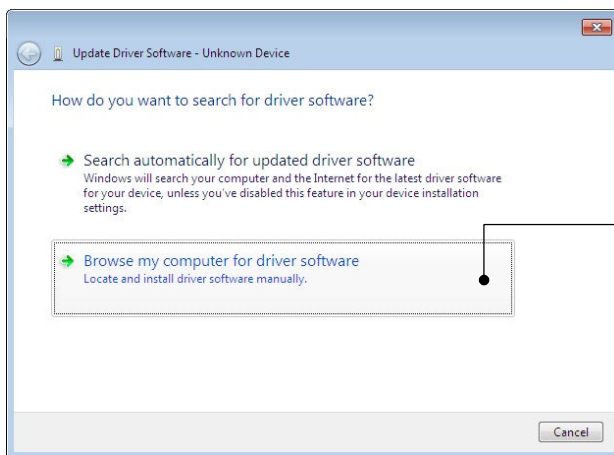 Update Driver Software - Unknown Device
How do you want to search for driver software?
Search automatically for updated driver software
Windows will search your computer and the Internet for the latest driver software
for your device, unless you've disabled this feature in your device installation
settings.
Browse my computer for driver software
Locate and install driver software manually.
Cancel